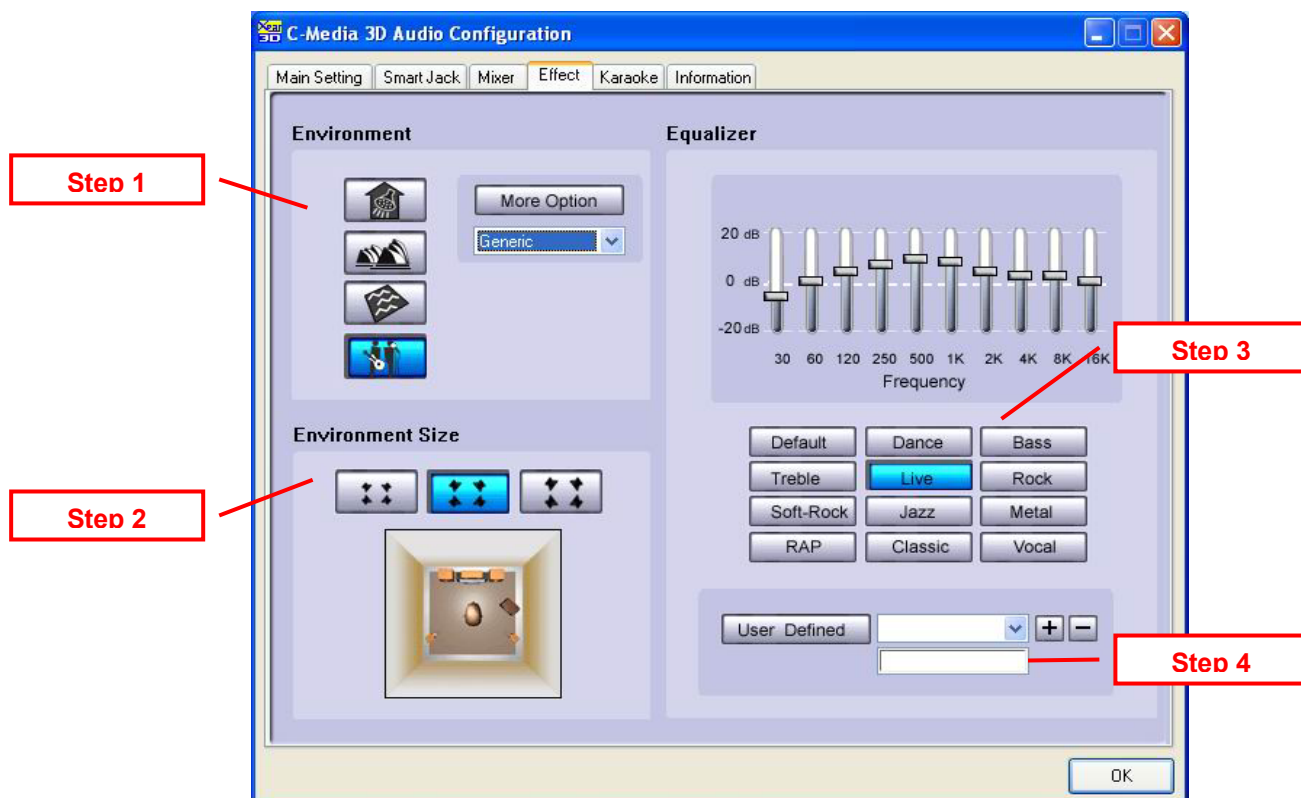 Xear
3D
C-Media 3D Audio Configuration
Main Setting
Smart Jack
Mixer
Effect
Karaoke
Information
Environment
More Option
Generic
Environment Size
Equalizer
20 dB
0 dB
-20 dB
30 60 120 250 500 1K 2K 4K 8K 16K
Frequency
Default Dance Bass
Treble Live Rock
Soft-Rock Jazz Metal
RAP Classic Vocal
User Defined
+ −
OK
Step 1
Step 2
Step 3
Step 4